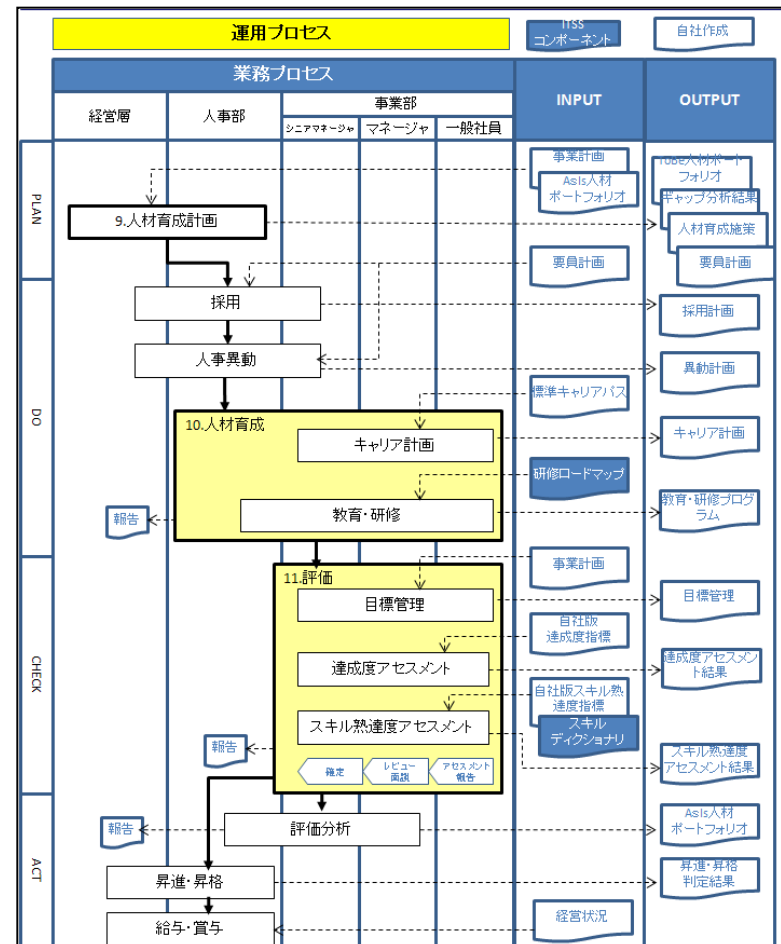 運用プロセス
ITSS
コンポーネント
自社作成
業務プロセス
INPUT
OUTPUT
経営層
人事部
事業部
シニアマネージャ
マネージャ
一般社員
PLAN
事業計画
AsIs人材
ポートフォリオ
ToBe人材ポート
フォリオ
ギャップ分析結果
人材育成施策
要員計画
9.人材育成計画
要員計画
DO
採用
採用計画
人事異動
異動計画
標準キャリアパス
10.人材育成
キャリア計画
キャリア計画
研修ロードマップ
教育・研修
教育・研修プログ
ラム
報告
CHECK
11.評価
事業計画
目標管理
目標管理
自社版
達成度指標
達成度アセスメント
達成度アセスメン
ト結果
自社版スキル熟
達度指標
スキル
ディクショナリ
スキル熟達度アセスメント
スキル熟達度
アセスメント結果
報告
確定
レビュー
面談
アセスメント
報告
ACT
報告
評価分析
AsIs人材
ポートフォリオ
昇進・昇格
昇進・昇格
判定結果
給与・賞与
経営状況